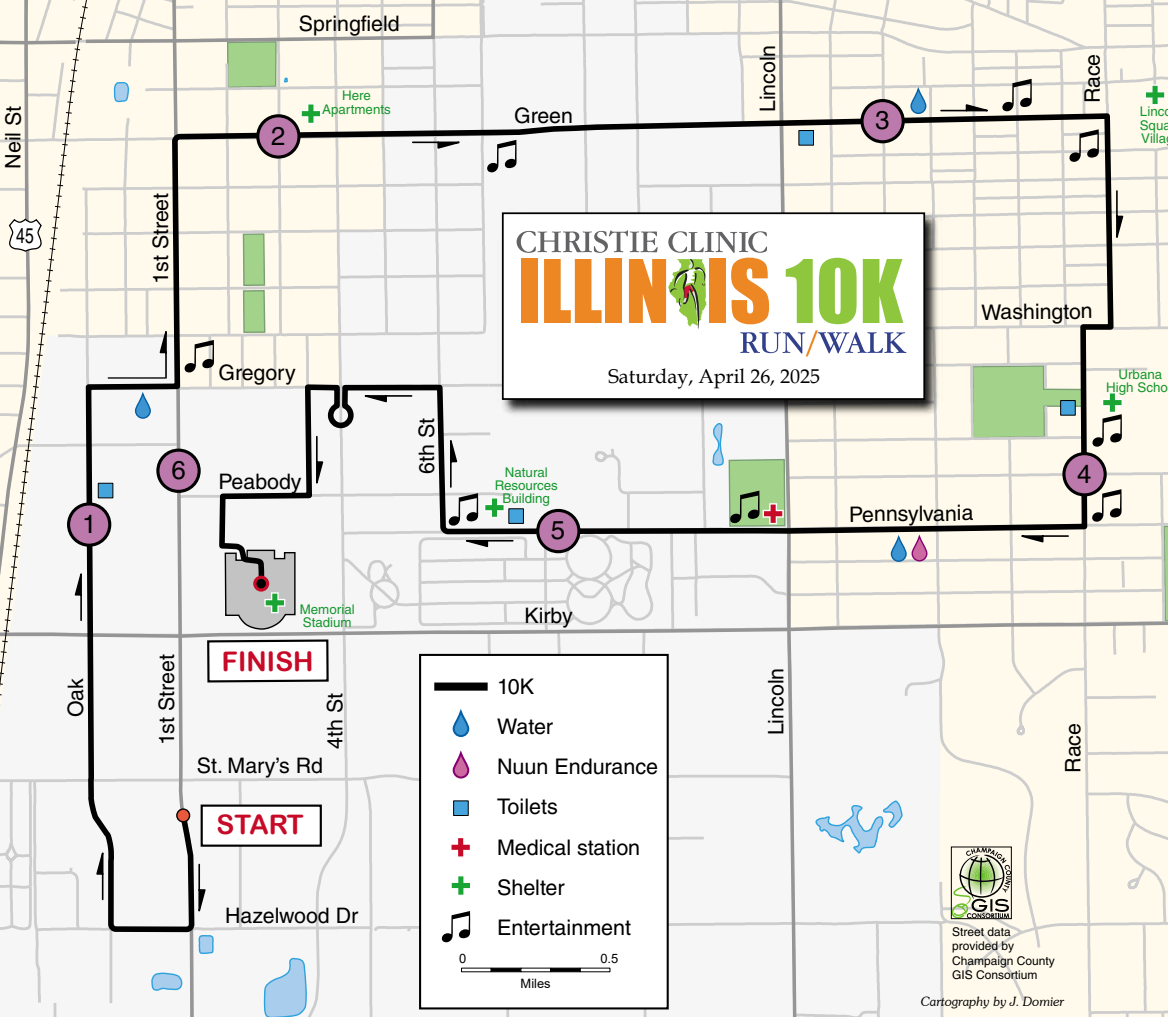 Springfield
Neil St
45
Here
Apartments
2
Green
Lincoln
3
Race
1st Street
CHRISTIE CLINIC
ILLINOIS 10K
RUN/WALK
Saturday, April 26, 2025
Washington
Urbana
Gregory
6th St
6
Peabody
1
Natural
Resources
Building
5
Pennsylvania
4
Memorial
Stadium
Kirby
FINISH
Oak
1st Street
4th St
St. Mary's Rd
START
Hazelwood Dr
10K
Water
Nuun Endurance
Toilets
Medical station
Shelter
Entertainment
0 0.5
Miles
Lincoln
Race
CHAMPAIGN COUNTY
GIS
CONSORTIUM
Street data
provided by
Champaign County
GIS Consortium
Cartography by J. Domier
High Scho
Linco
Squa
Villag